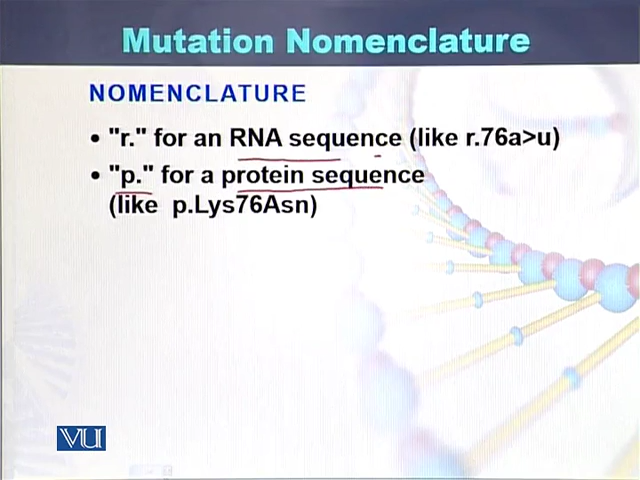 Mutation Nomenclature
NOMENCLATURE
• "r." for an RNA sequence (like r.76a>u)
• "p." for a protein sequence
(like p.Lys76Asn)
VU